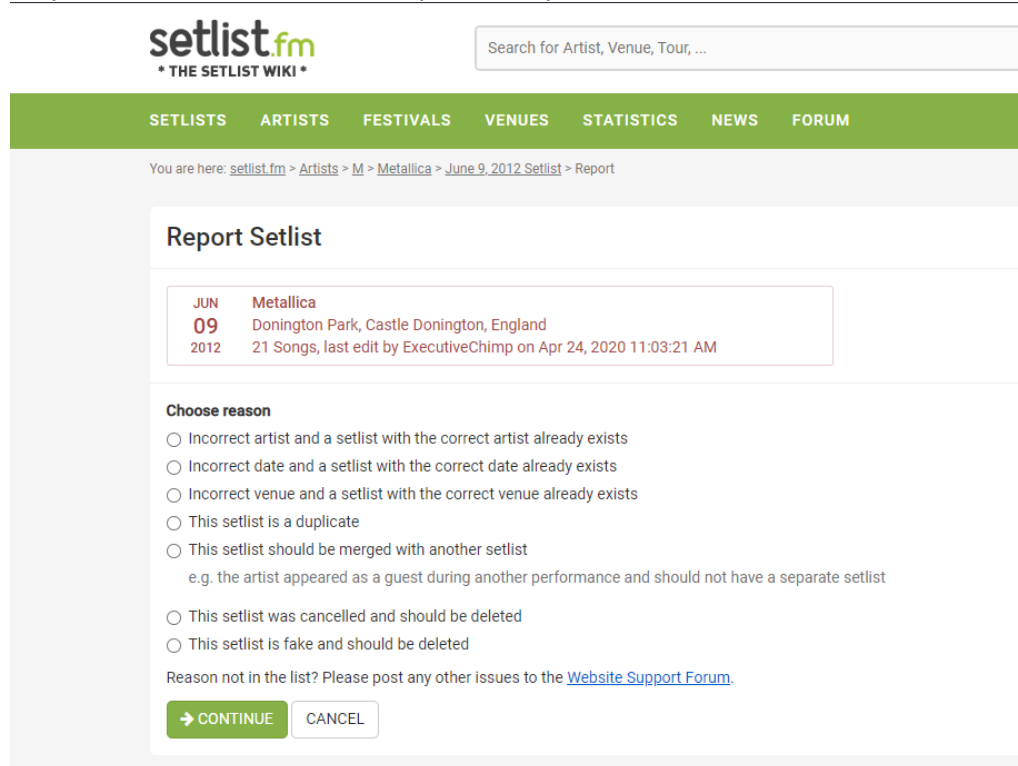 setlist.fm
* THE SETLIST WIKI *
Search for Artist, Venue, Tour, ...
SETLISTS ARTISTS FESTIVALS VENUES STATISTICS NEWS FORUM
You are here: setlist.fm > Artists > M > Metallica > June 9, 2012 Setlist > Report
Report Setlist
JUN
09
2012
Metallica
Donington Park, Castle Donington, England
21 Songs, last edit by ExecutiveChimp on Apr 24, 2020 11:03:21 AM
Choose reason
Incorrect artist and a setlist with the correct artist already exists
Incorrect date and a setlist with the correct date already exists
Incorrect venue and a setlist with the correct venue already exists
This setlist is a duplicate
This setlist should be merged with another setlist
e.g. the artist appeared as a guest during another performance and should not have a separate setlist
This setlist was cancelled and should be deleted
This setlist is fake and should be deleted
Reason not in the list? Please post any other issues to the Website Support Forum.
→ CONTINUE CANCEL